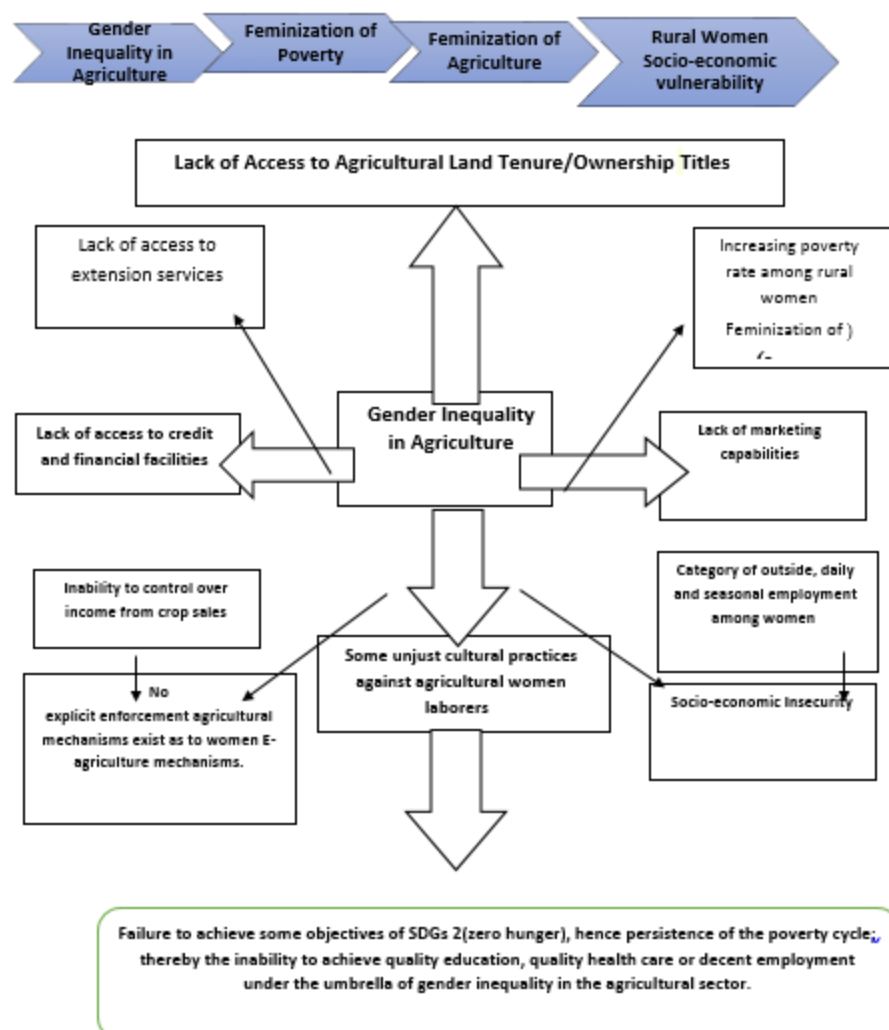 Gender
Inequality in
Agriculture
Feminization of
Poverty
Feminization of
Agriculture
Rural Women
Socio-economic
vulnerability
Lack of Access to Agricultural Land Tenure/Ownership Titles
Lack of access to
extension services
Increasing poverty
rate among rural
women
Feminization of )
Gender Inequality
in Agriculture
Lack of access to credit
and financial facilities
Lack of marketing
capabilities
Inability to control over
income from crop sales
Category of outside, daily
and seasonal employment
among women
Some unjust cultural practices
against agricultural women
laborers
No
explicit enforcement agricultural
mechanisms exist as to women E-
agriculture mechanisms.
Socio-economic Insecurity
Failure to achieve some objectives of SDGs 2(zero hunger), hence persistence of the poverty cycle;
thereby the inability to achieve quality education, quality health care or decent employment
under the umbrella of gender inequality in the agricultural sector.